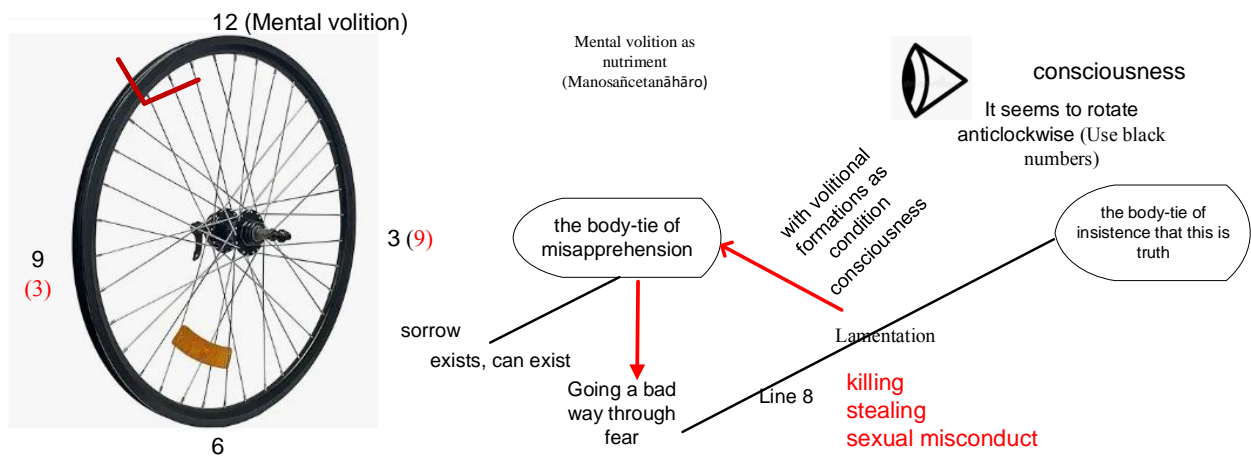 12 (Mental volition)
9
(3)
3 (9)
6
Mental volition as
nutriment
(Manosañcetanāhāro)
consciousness
It seems to rotate
anticlockwise (Use black
numbers)
with volitional
formations as
condition
consciousness
the body-tie of
misapprehension
the body-tie of
insistence that this is
truth
sorrow
exists, can exist
Lamentation
Going a bad
way through
fear
Line 8
killing
stealing
sexual misconduct